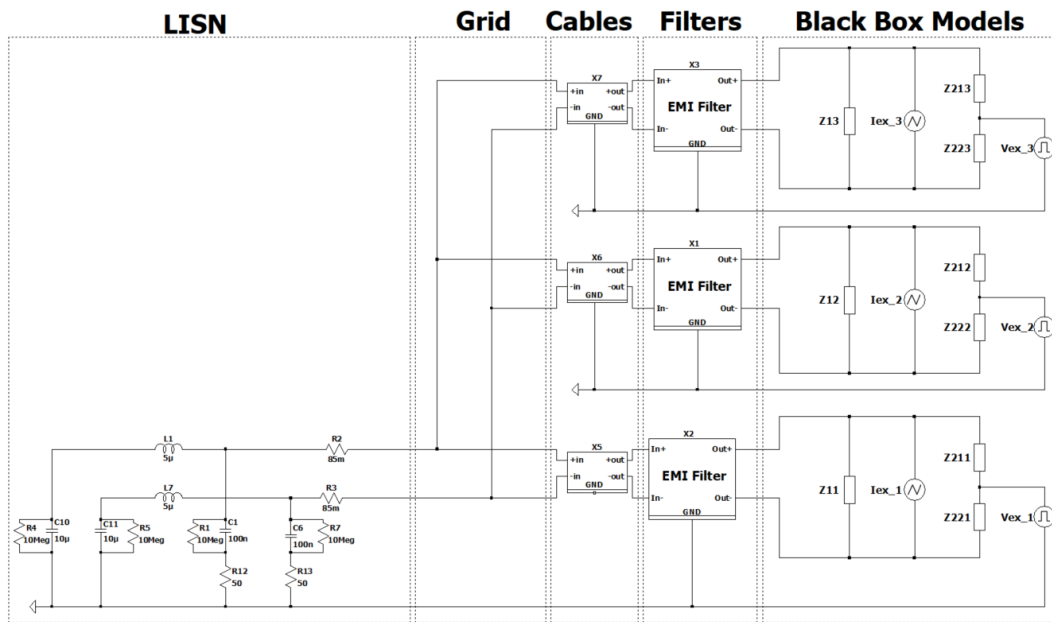 LISN Grid Cables Filters Black Box Models
X7
+in +out
-in -out
GND
X3
In+ Out+
EMI Filter
In- Out-
GND
Z13
Iex_3
Z213
Z223
Vex_3
X6
+in +out
-in -out
GND
X1
In+ Out+
EMI Filter
In- Out-
GND
Z12
Iex_2
Z212
Z222
Vex_2
L1
5µ
R2
85m
L7
5µ
R3
85m
X5
+in +out
-in -out
GND
X2
In+ Out+
EMI Filter
In- Out-
GND
Z11
Iex_1
Z211
Z221
Vex_1
R4
10Meg
C10
10µ
C11
10µ
R5
10Meg
R1
10Meg
C1
100n
C6
100n
R7
10Meg
R12
50
R13
50